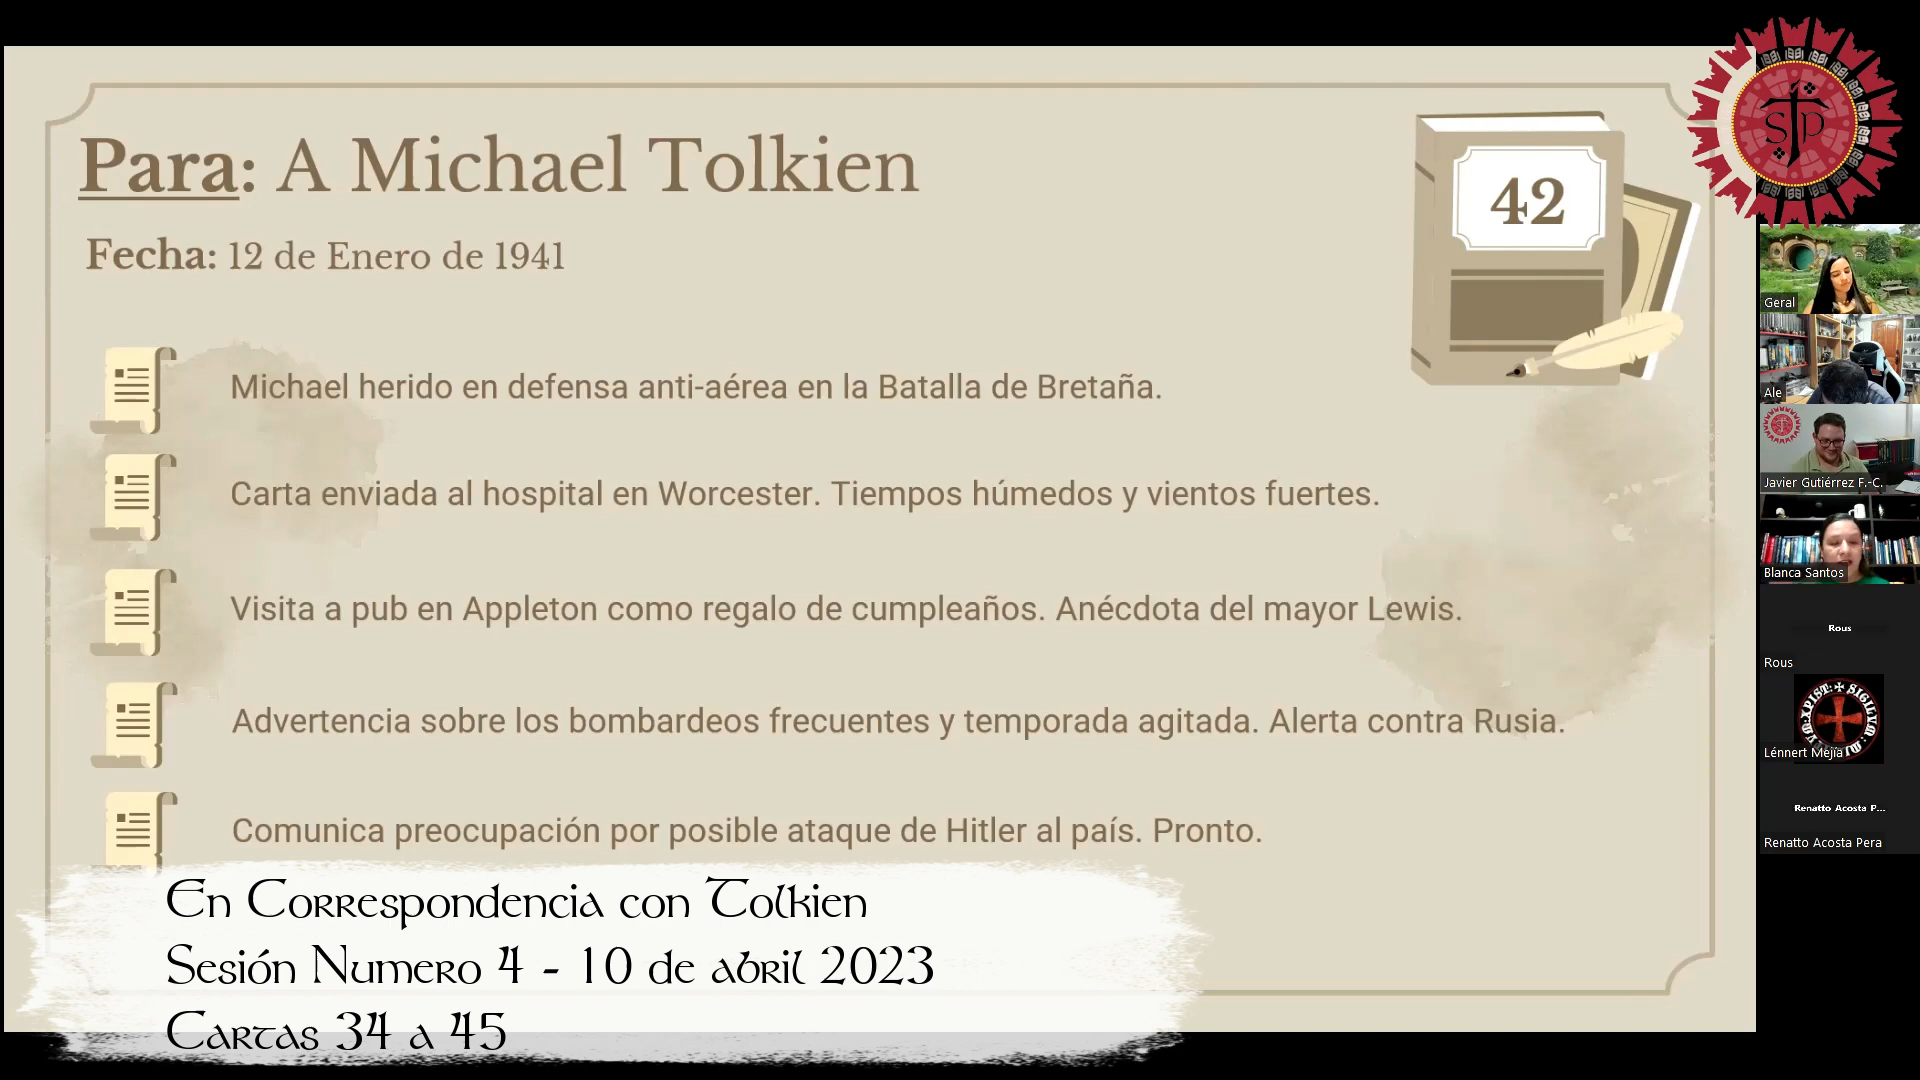 Para: A Michael Tolkien
42
Fecha: 12 de Enero de 1941
Michael herido en defensa anti-aérea en la Batalla de Bretaña.
Carta enviada al hospital en Worcester. Tiempos húmedos y vientos fuertes.
Visita a pub en Appleton como regalo de cumpleaños. Anécdota del mayor Lewis.
Advertencia sobre los bombardeos frecuentes y temporada agitada. Alerta contra Rusia.
Comunica preocupación por posible ataque de Hitler al país. Pronto.
En Correspondencia con Tolkien
Sesión Numero 4 - 10 de abril 2023
Cartas 34 a 45
STP
Geral
Ale
Javier Gutiérrez F.-C.
Blanca Santos
Rous
Rous
Lénnert Mejía
Renatto Acosta P...
Renatto Acosta Pera